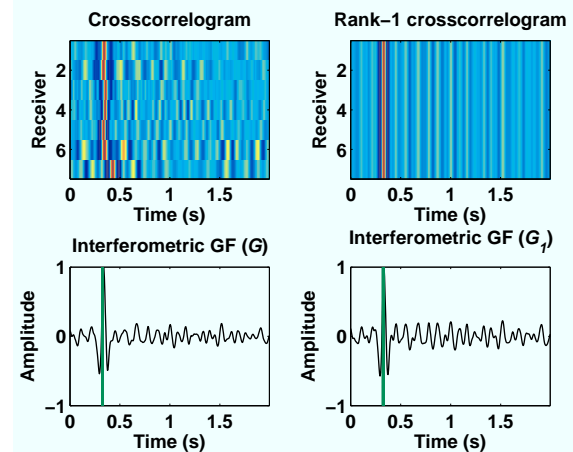 Crosscorrelogram
Receiver
2
4
6
0 0.5 1 1.5
Time (s)
Rank−1 crosscorrelogram
Receiver
2
4
6
0 0.5 1 1.5
Time (s)
Interferometric GF (G)
Amplitude
1
0
−1
0 0.5 1 1.5
Time (s)
Interferometric GF (G1)
Amplitude
1
0
−1
0 0.5 1 1.5
Time (s)